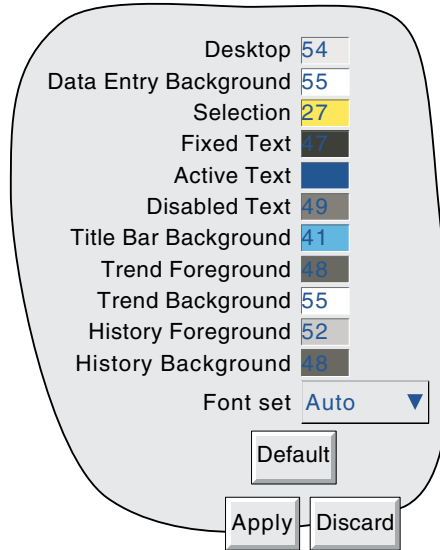 Desktop 54
Data Entry Background 55
Selection 27
Fixed Text 47
Active Text
Disabled Text 49
Title Bar Background 41
Trend Foreground 48
Trend Background 55
History Foreground 52
History Background 48
Font set Auto
Default
Apply Discard